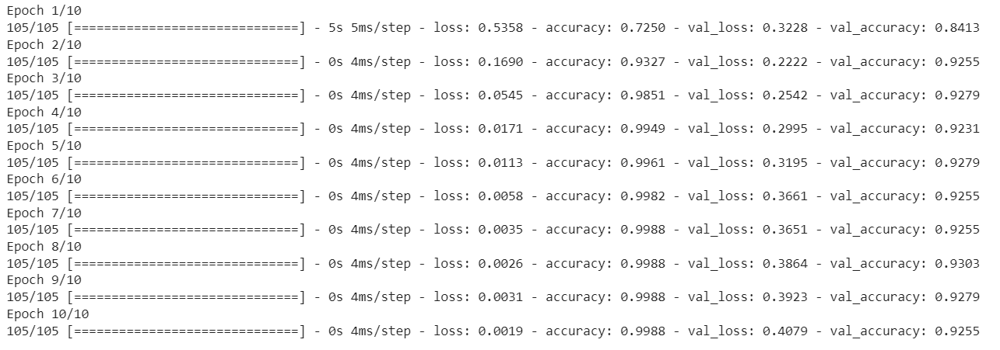 Epoch 1/10
105/105 [==============================] - 5s 5ms/step - loss: 0.5358 - accuracy: 0.7250 - val_loss: 0.3228 - val_accuracy: 0.8413
Epoch 2/10
105/105 [==============================] - 0s 4ms/step - loss: 0.1690 - accuracy: 0.9327 - val_loss: 0.2222 - val_accuracy: 0.9255
Epoch 3/10
105/105 [==============================] - 0s 4ms/step - loss: 0.0545 - accuracy: 0.9851 - val_loss: 0.2542 - val_accuracy: 0.9279
Epoch 4/10
105/105 [==============================] - 0s 4ms/step - loss: 0.0171 - accuracy: 0.9949 - val_loss: 0.2995 - val_accuracy: 0.9231
Epoch 5/10
105/105 [==============================] - 0s 4ms/step - loss: 0.0113 - accuracy: 0.9961 - val_loss: 0.3195 - val_accuracy: 0.9279
Epoch 6/10
105/105 [==============================] - 0s 4ms/step - loss: 0.0058 - accuracy: 0.9982 - val_loss: 0.3661 - val_accuracy: 0.9255
Epoch 7/10
105/105 [==============================] - 0s 4ms/step - loss: 0.0035 - accuracy: 0.9988 - val_loss: 0.3651 - val_accuracy: 0.9255
Epoch 8/10
105/105 [==============================] - 0s 4ms/step - loss: 0.0026 - accuracy: 0.9988 - val_loss: 0.3864 - val_accuracy: 0.9303
Epoch 9/10
105/105 [==============================] - 0s 4ms/step - loss: 0.0031 - accuracy: 0.9988 - val_loss: 0.3923 - val_accuracy: 0.9279
Epoch 10/10
105/105 [==============================] - 0s 4ms/step - loss: 0.0019 - accuracy: 0.9988 - val_loss: 0.4079 - val_accuracy: 0.9255